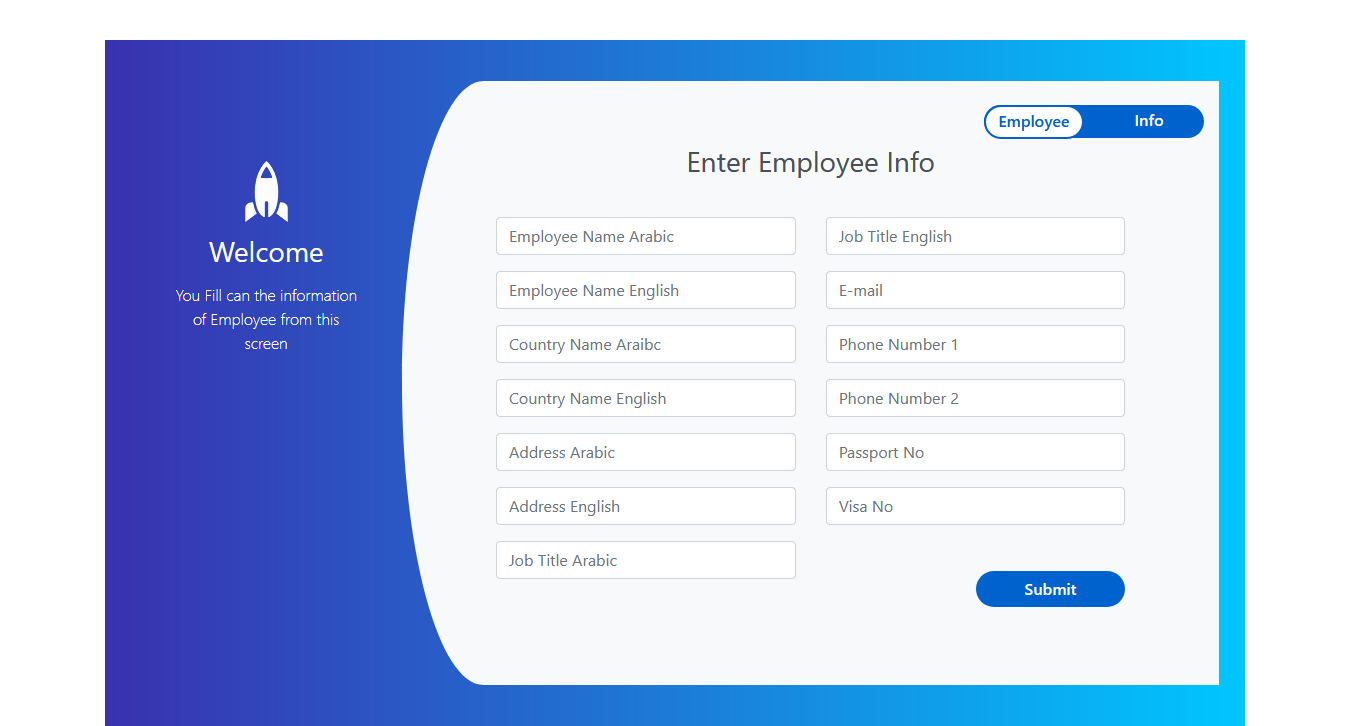 Employee
Info
Enter Employee Info
Welcome
You Fill can the information
of Employee from this
screen
Employee Name Arabic
Employee Name English
Country Name Araibc
Country Name English
Address Arabic
Address English
Job Title Arabic
Job Title English
E-mail
Phone Number 1
Phone Number 2
Passport No
Visa No
Submit